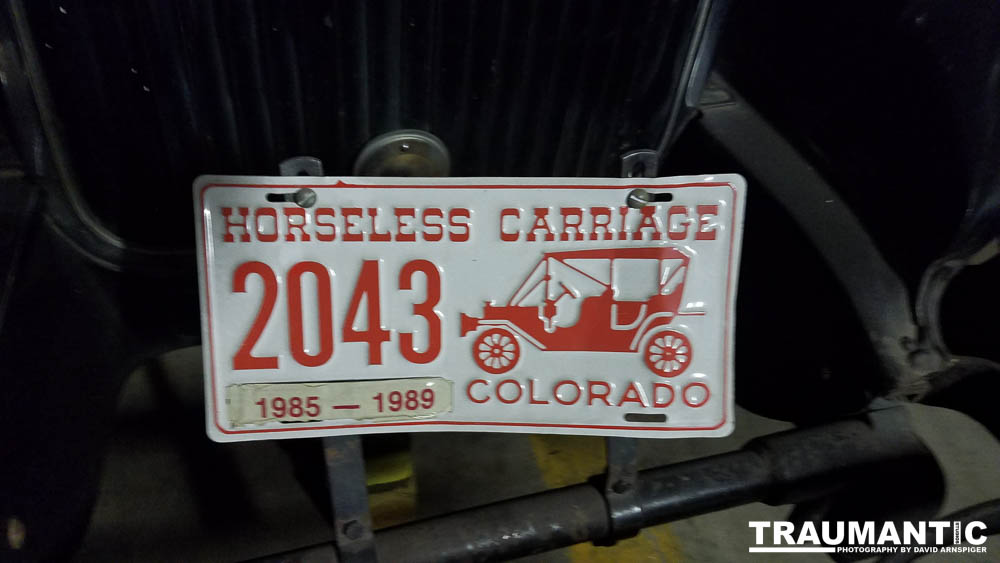 HORSELESS CARRIAGE
2043
1985 — 1989
COLORADO
TRAUMANTIC
PHOTOGRAPHY BY DAVID ARNSPIGER